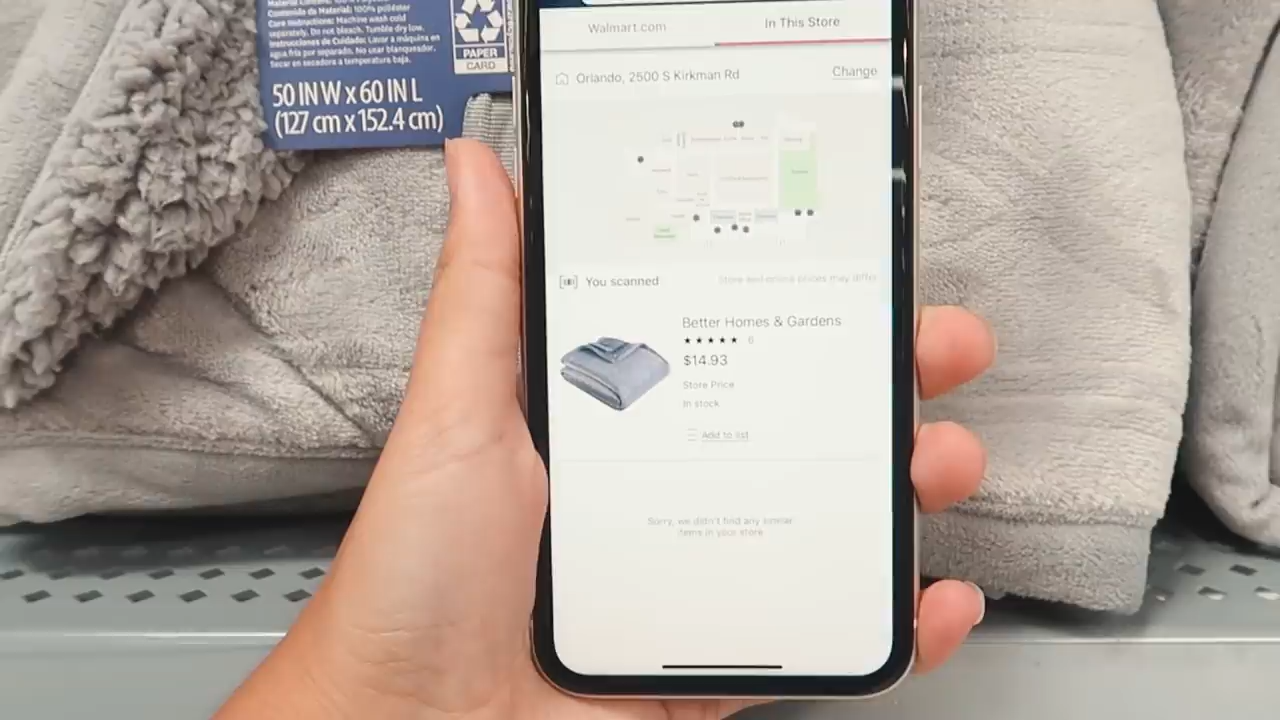 Contenido de Material: 100% poliéster
Care Instructions: Machine wash cold
separately. Do not bleach. Tumble dry low.
Instrucciones de Cuidado: Lavar a máquina en
agua fría por separado. No usar blanqueador.
Secar en secadora a temperatura baja.
PAPER
CARD
50 IN W x 60 IN L
(127 cm x 152.4 cm)
Walmart.com
In This Store
Orlando, 2500 S Kirkman Rd
Change
You scanned
Store and online prices may differ
Better Homes & Gardens
★★★★★ 6
$14.93
Store Price
In stock
Add to list
Sorry, we didn't find any similar
items in your store